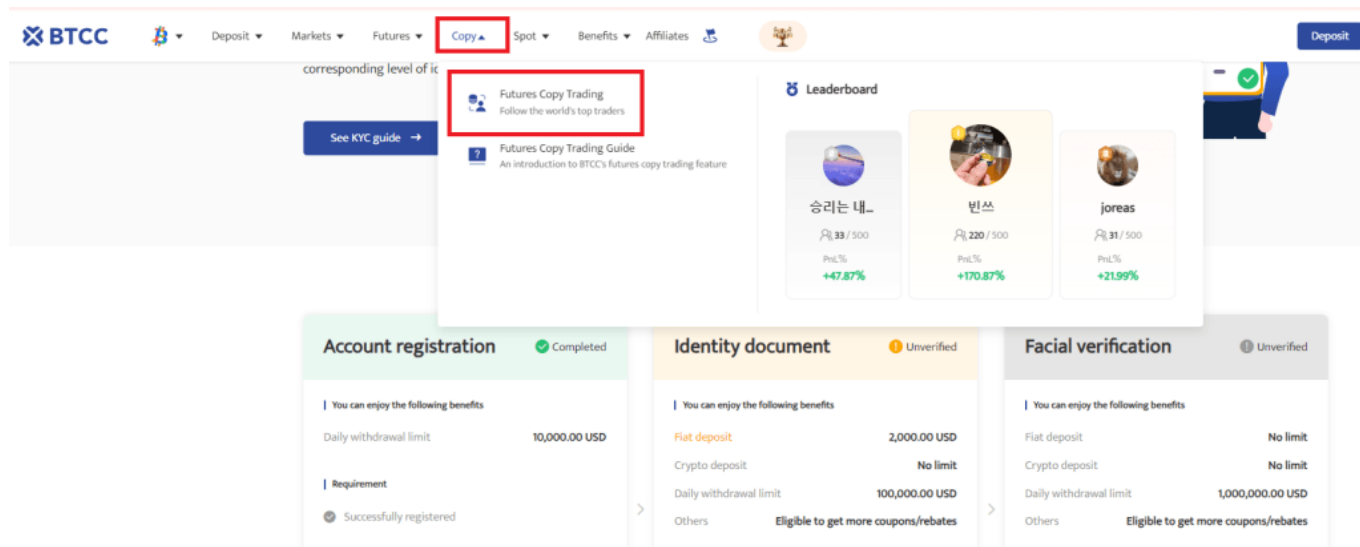 BTCC
Deposit
Markets
Futures
Copy
Spot
Benefits
Affiliates
Deposit
corresponding level of
See KYC guide →
Futures Copy Trading
Follow the world's top traders
Futures Copy Trading Guide
An introduction to BTCC's futures copy trading feature
Leaderboard
승리는 내...
33 / 500
PnL%
+47.87%
빈쓰
220 / 500
PnL%
+170.87%
joreas
31 / 500
PnL%
+21.99%
Account registration
Completed
You can enjoy the following benefits
Daily withdrawal limit 10,000.00 USD
Requirement
Successfully registered
Identity document
Unverified
You can enjoy the following benefits
Fiat deposit 2,000.00 USD
Crypto deposit No limit
Daily withdrawal limit 100,000.00 USD
Others Eligible to get more coupons/rebates
Facial verification
Unverified
You can enjoy the following benefits
Fiat deposit No limit
Crypto deposit No limit
Daily withdrawal limit 1,000,000.00 USD
Others Eligible to get more coupons/rebates